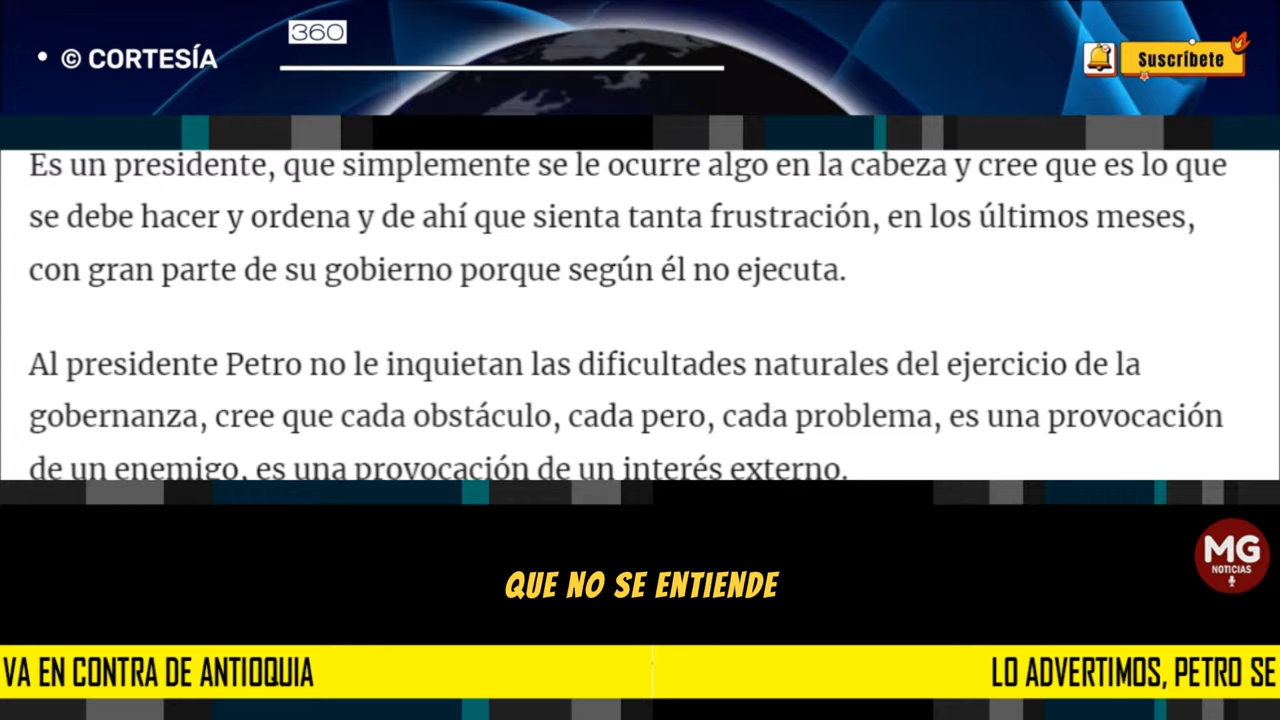 360
• © CORTESÍA
Suscríbete
Es un presidente, que simplemente se le ocurre algo en la cabeza y cree que es lo que
se debe hacer y ordena y de ahí que sienta tanta frustración, en los últimos meses,
con gran parte de su gobierno porque según él no ejecuta.
Al presidente Petro no le inquietan las dificultades naturales del ejercicio de la
gobernanza, cree que cada obstáculo, cada pero, cada problema, es una provocación
de un enemigo, es una provocación de un interés externo.
MG
NOTICIAS
QUE NO SE ENTIENDE
VA EN CONTRA DE ANTIOQUIA
LO ADVERTIMOS, PETRO SE